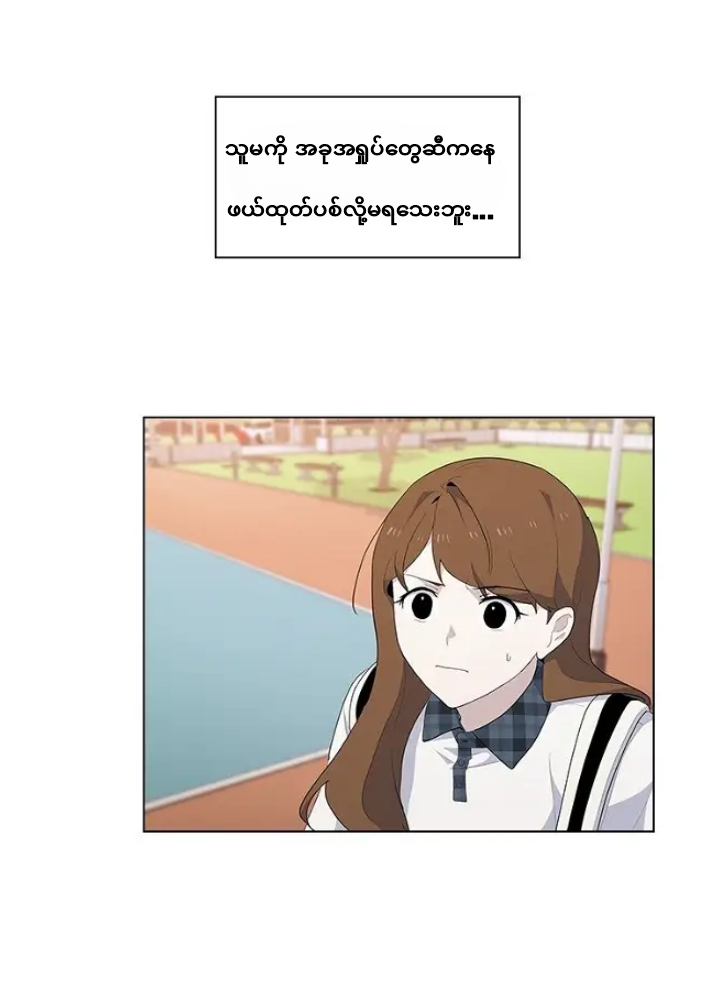 သူမကို အခုအရှုပ်တွေဆီကနေ
ဖယ်ထုတ်ပစ်လို့မရသေးဘူး...